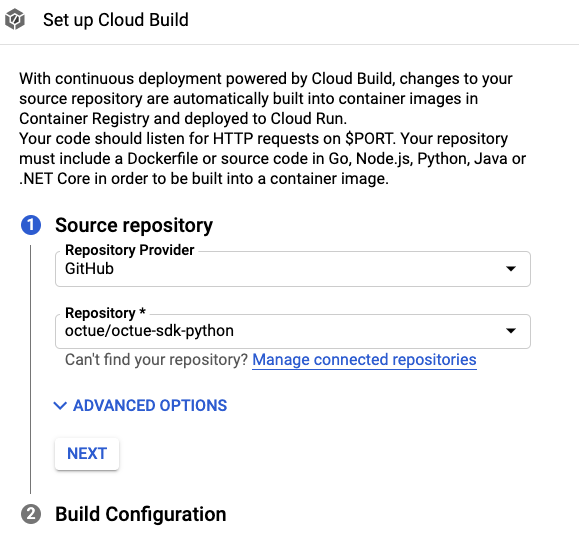 Set up Cloud Build
With continuous deployment powered by Cloud Build, changes to your
source repository are automatically built into container images in
Container Registry and deployed to Cloud Run.
Your code should listen for HTTP requests on $PORT. Your repository
must include a Dockerfile or source code in Go, Node.js, Python, Java or
.NET Core in order to be built into a container image.
1 Source repository
Repository Provider
GitHub
Repository *
octue/octue-sdk-python
Can't find your repository? Manage connected repositories
ADVANCED OPTIONS
NEXT
2 Build Configuration